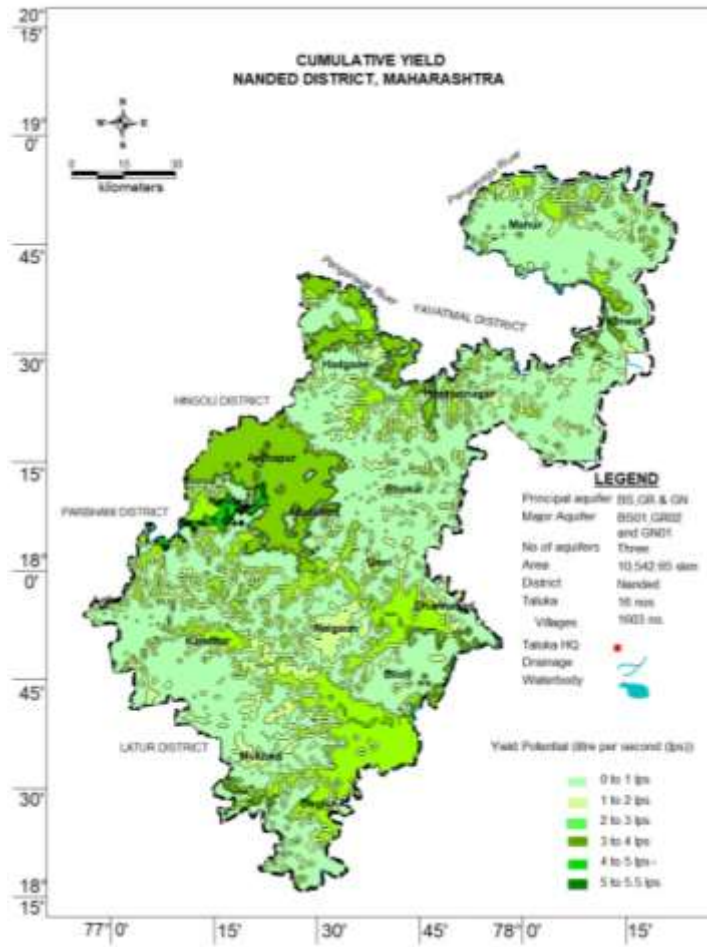 20°
15'
CUMULATIVE YIELD
NANDED DISTRICT, MAHARASHTRA
N
W E
S
19°
0'
0 15 30
kilometers
Penganga River
Mahur
45'
Penganga River
YAVATMAL DISTRICT
Kinwat
30'
Hadgaon
Himayatnagar
HINGOLI DISTRICT
15'
Ardhapur
LEGEND
Principal aquifer BS,GR & GN
Bhokar
PARBHANI DISTRICT
Mudkhed
Major Aquifer BS01,GR02
and GN01
No of aquifers Three
18°
0'
Umri
Area 10,542.65 skm
District Nanded
Dharmabad
Taluka 16 nos
Villages 1603 no.
Naigaon
Kandhar
Taluka HQ
Drainage
Biloli
45'
Waterbody
LATUR DISTRICT
Mukhed
Yield Potential (litre per second (lps))
0 to 1 lps
30'
Deglur
1 to 2 lps
2 to 3 lps
3 to 4 lps
4 to 5 lps-
18°
5 to 5.5 lps
15'
77° 0' 15' 30' 45' 78° 0' 15'